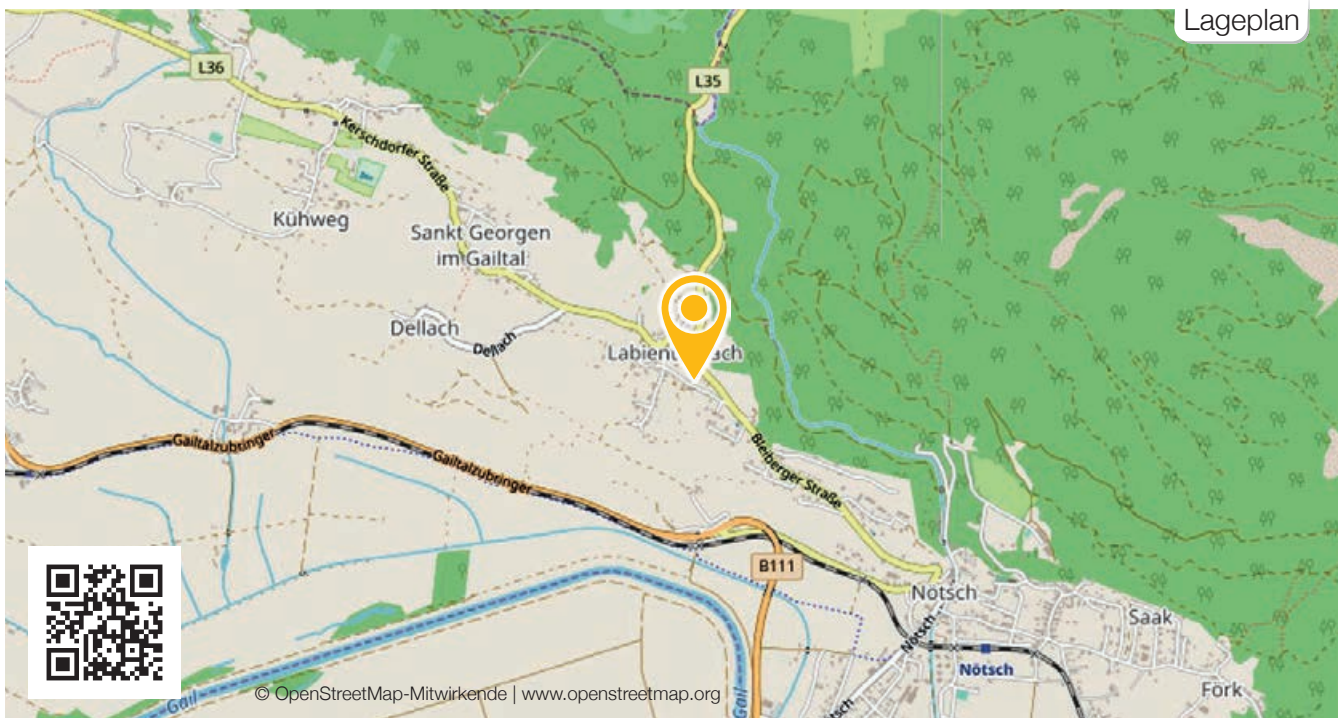 Lageplan
L36
L35
Kerschdorfer Straße
Kühweg
Sankt Georgen
im Gailtal
Dellach
Dellach
Gailtalzubringer
Gailtalzubringer
Bleiberger Straße
B111
Nötsch
Saak
Nötsch
Nötsch
Förk
Gail
Gail
© OpenStreetMap-Mitwirkende | www.openstreetmap.org